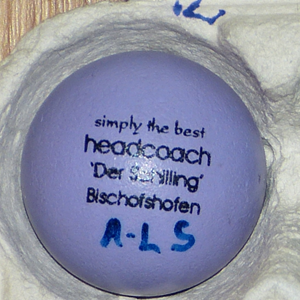 simply the best
headcoach
'Der Schilling'
Bischofshofen
A-LS